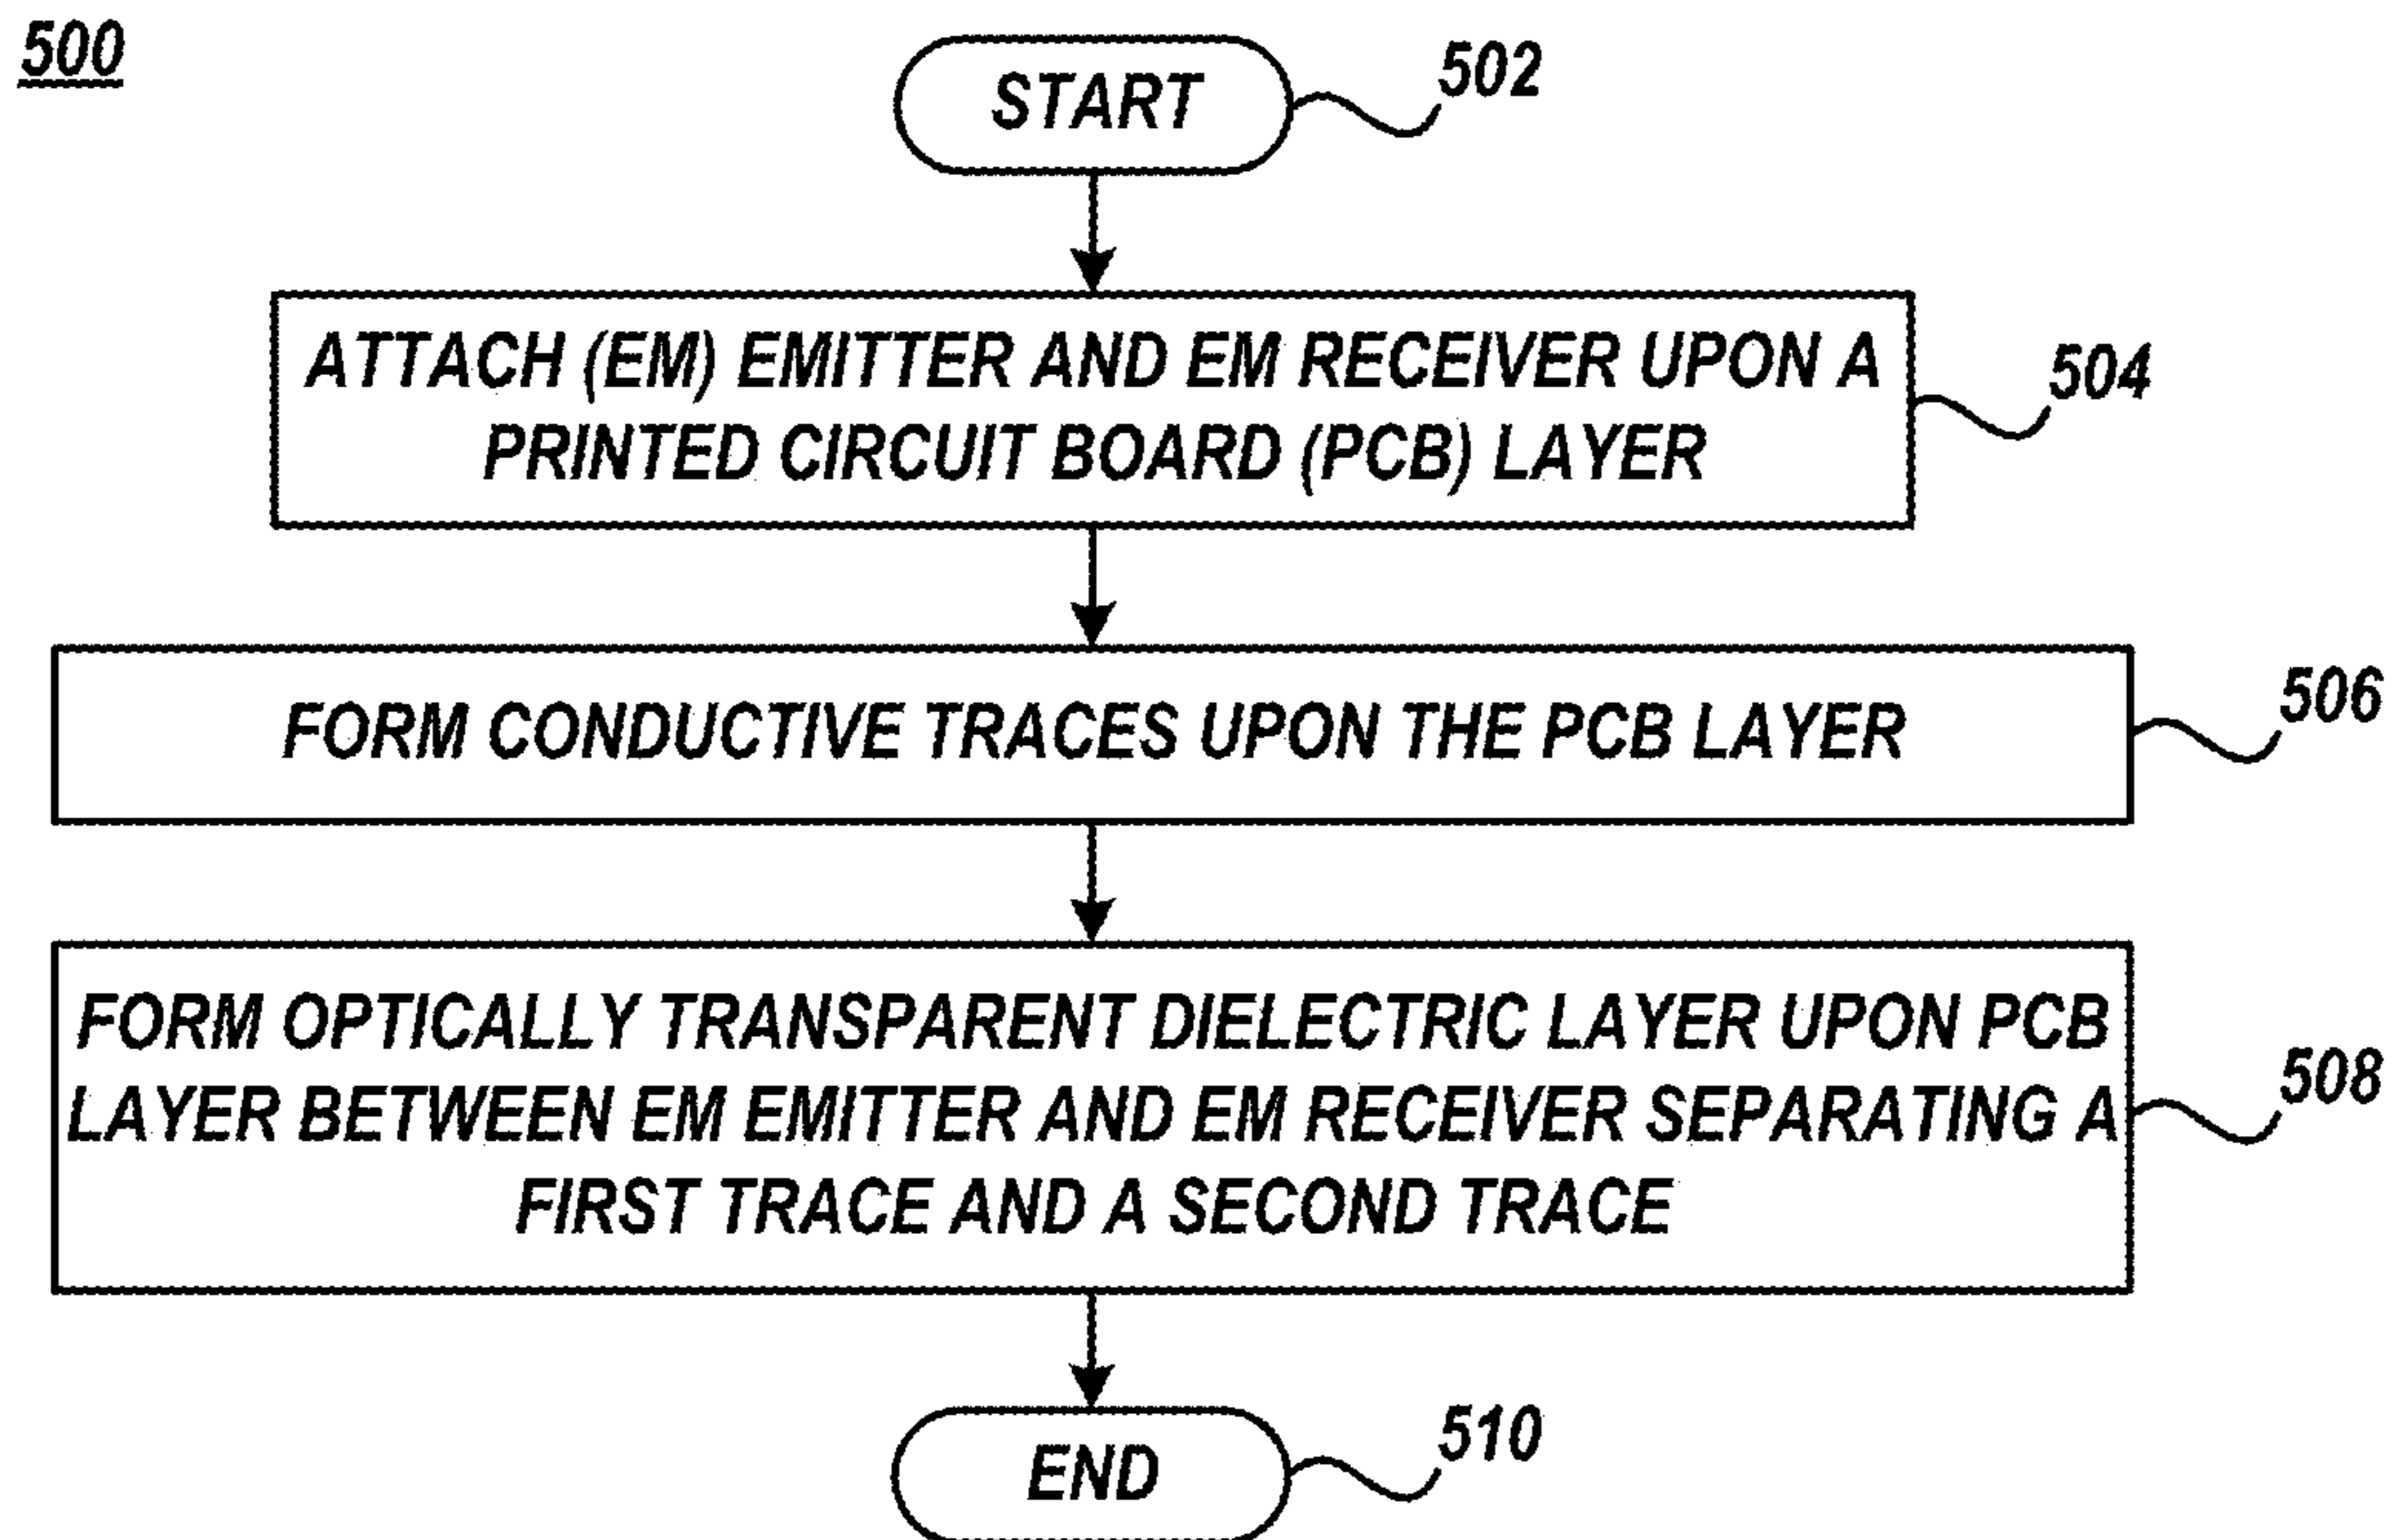 500
START
502
ATTACH (EM) EMITTER AND EM RECEIVER UPON A
PRINTED CIRCUIT BOARD (PCB) LAYER
504
FORM CONDUCTIVE TRACES UPON THE PCB LAYER
506
FORM OPTICALLY TRANSPARENT DIELECTRIC LAYER UPON PCB
LAYER BETWEEN EM EMITTER AND EM RECEIVER SEPARATING A
FIRST TRACE AND A SECOND TRACE
508
END
510